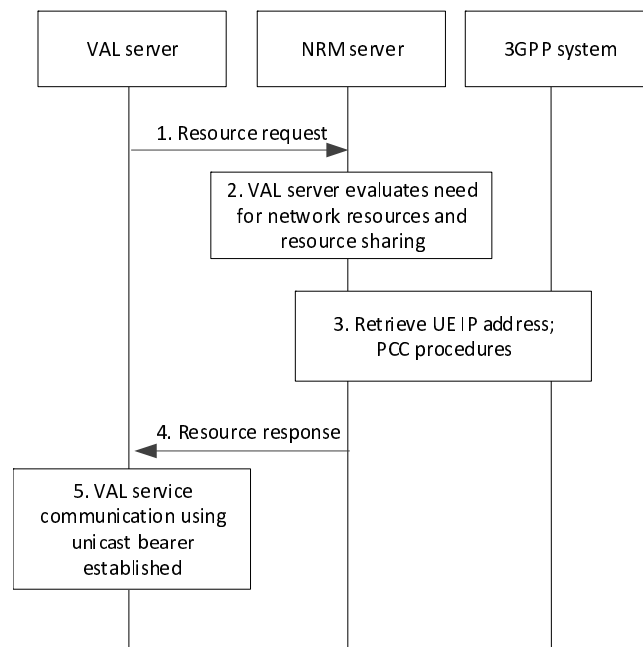 VAL server
NRM server
3GPP system
1. Resource request
2. VAL server evaluates need
for network resources and
resource sharing
3. Retrieve UE IP address;
PCC procedures
4. Resource response
5. VAL service
communication using
unicast bearer
established